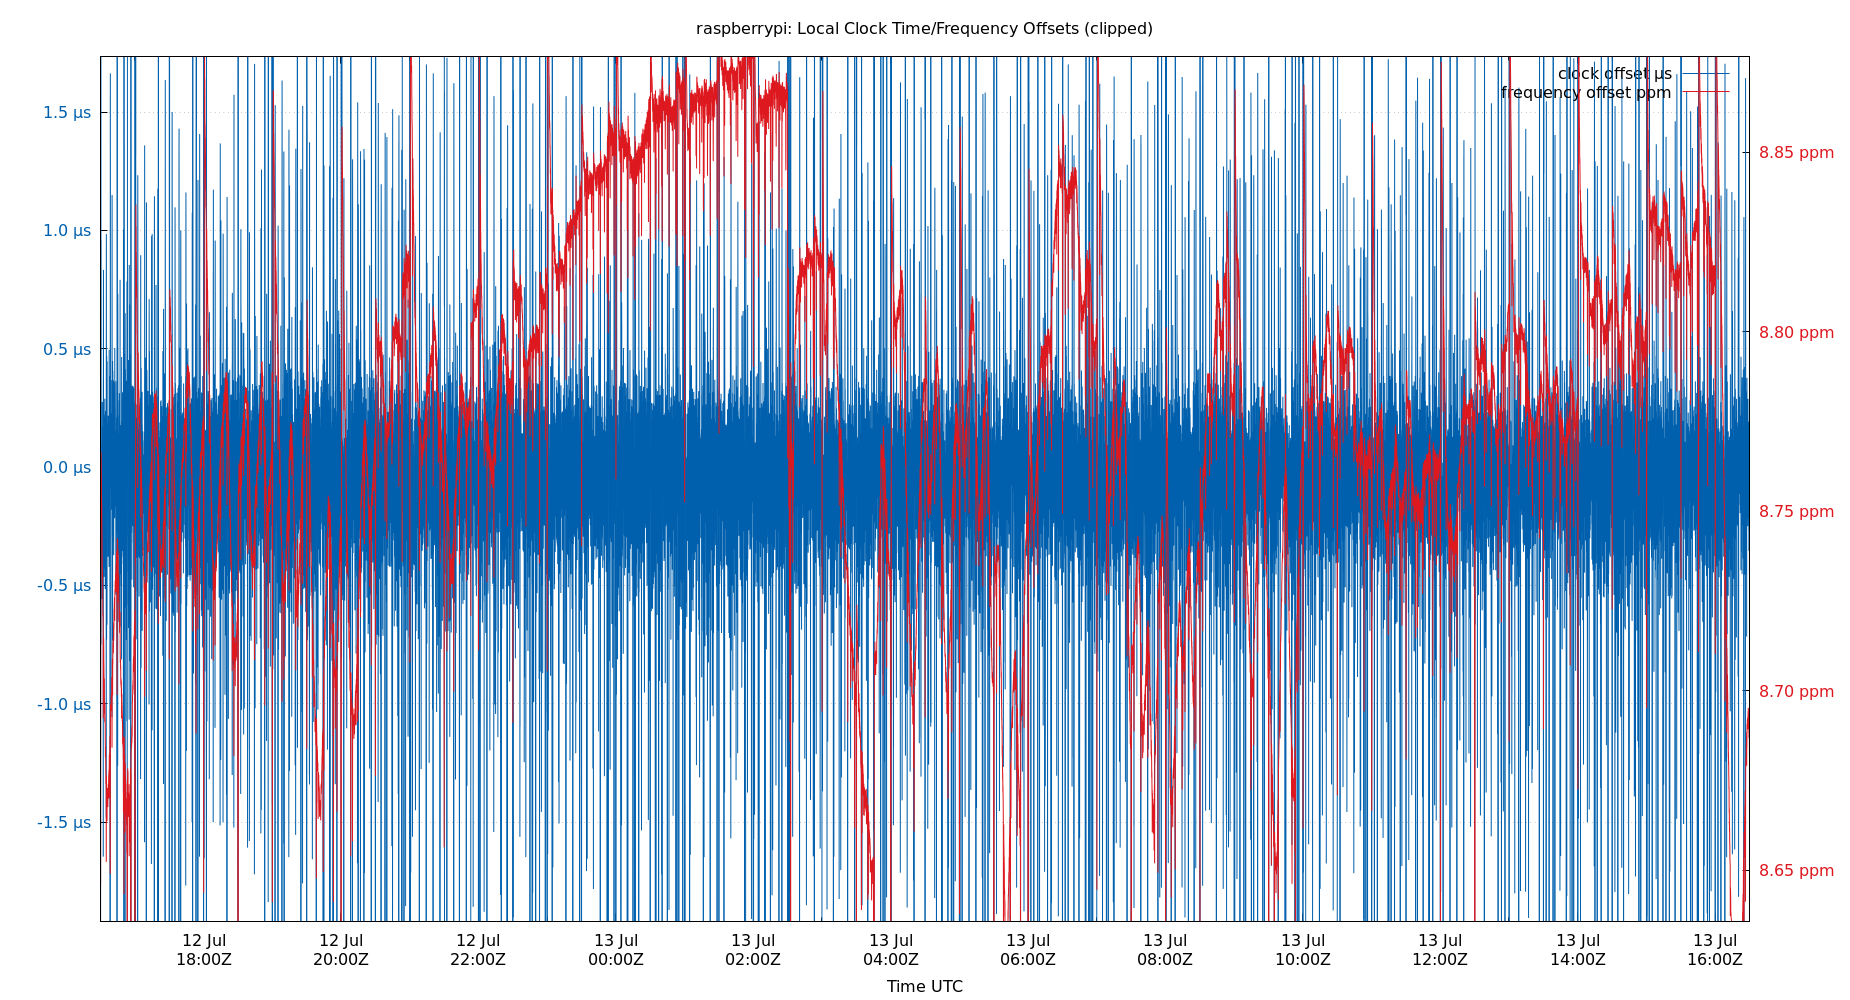 raspberrypi: Local Clock Time/Frequency Offsets (clipped)
clock offset µs
frequency offset ppm
1.5 µs
1.0 µs
0.5 µs
0.0 µs
-0.5 µs
-1.0 µs
-1.5 µs
8.85 ppm
8.80 ppm
8.75 ppm
8.70 ppm
8.65 ppm
12 Jul 12 Jul 12 Jul 13 Jul 13 Jul 13 Jul 13 Jul 13 Jul 13 Jul 13 Jul 13 Jul 13 Jul
18:00Z 20:00Z 22:00Z 00:00Z 02:00Z 04:00Z 06:00Z 08:00Z 10:00Z 12:00Z 14:00Z 16:00Z
Time UTC